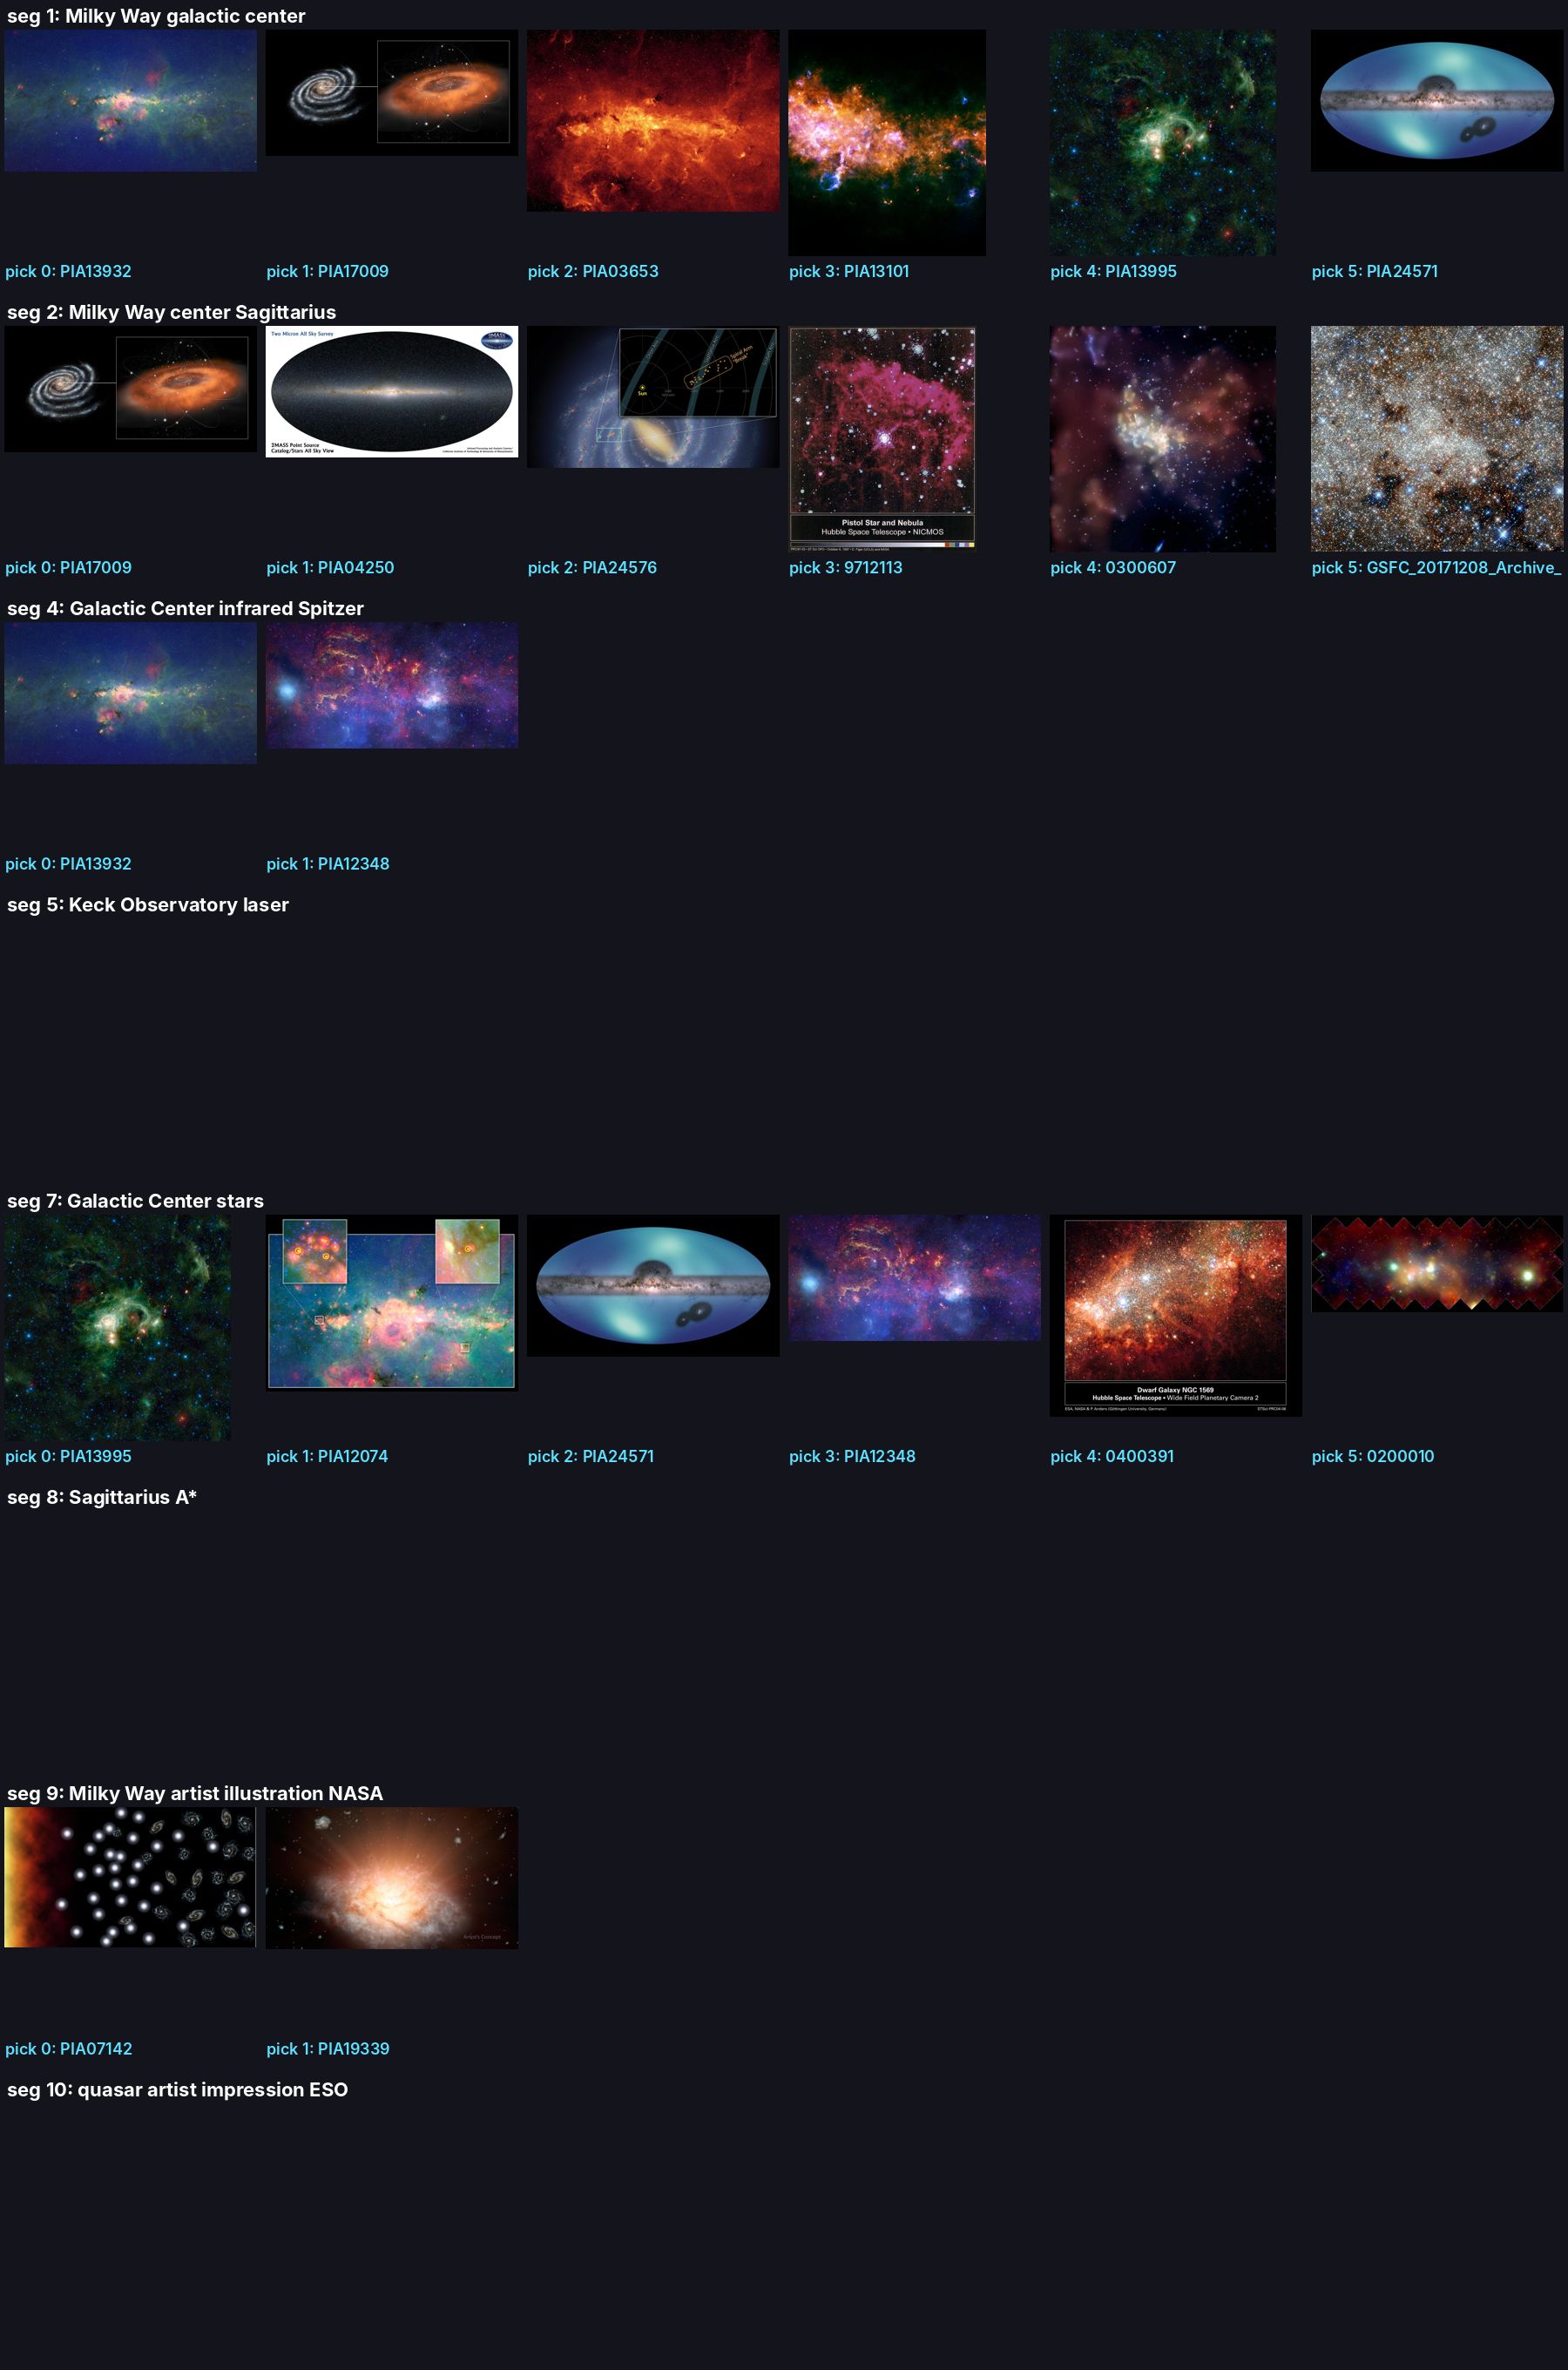 seg 1: Milky Way galactic center
pick 0: PIA13932
pick 1: PIA17009
pick 2: PIA03653
pick 3: PIA13101
pick 4: PIA13995
pick 5: PIA24571
seg 2: Milky Way center Sagittarius
Two Micron All Sky Survey
2MASS Point Source
Catalog/Stars All Sky View
Sun
Spiral Arm
"Break"
Pistol Star and Nebula
Hubble Space Telescope • NICMOS
pick 0: PIA17009
pick 1: PIA04250
pick 2: PIA24576
pick 3: 9712113
pick 4: 0300607
pick 5: GSFC_20171208_Archive_
seg 4: Galactic Center infrared Spitzer
pick 0: PIA13932
pick 1: PIA12348
seg 5: Keck Observatory laser
seg 7: Galactic Center stars
Dwarf Galaxy NGC 1569
Hubble Space Telescope • Wide Field Planetary Camera 2
pick 0: PIA13995
pick 1: PIA12074
pick 2: PIA24571
pick 3: PIA12348
pick 4: 0400391
pick 5: 0200010
seg 8: Sagittarius A*
seg 9: Milky Way artist illustration NASA
Artist's Concept
pick 0: PIA07142
pick 1: PIA19339
seg 10: quasar artist impression ESO